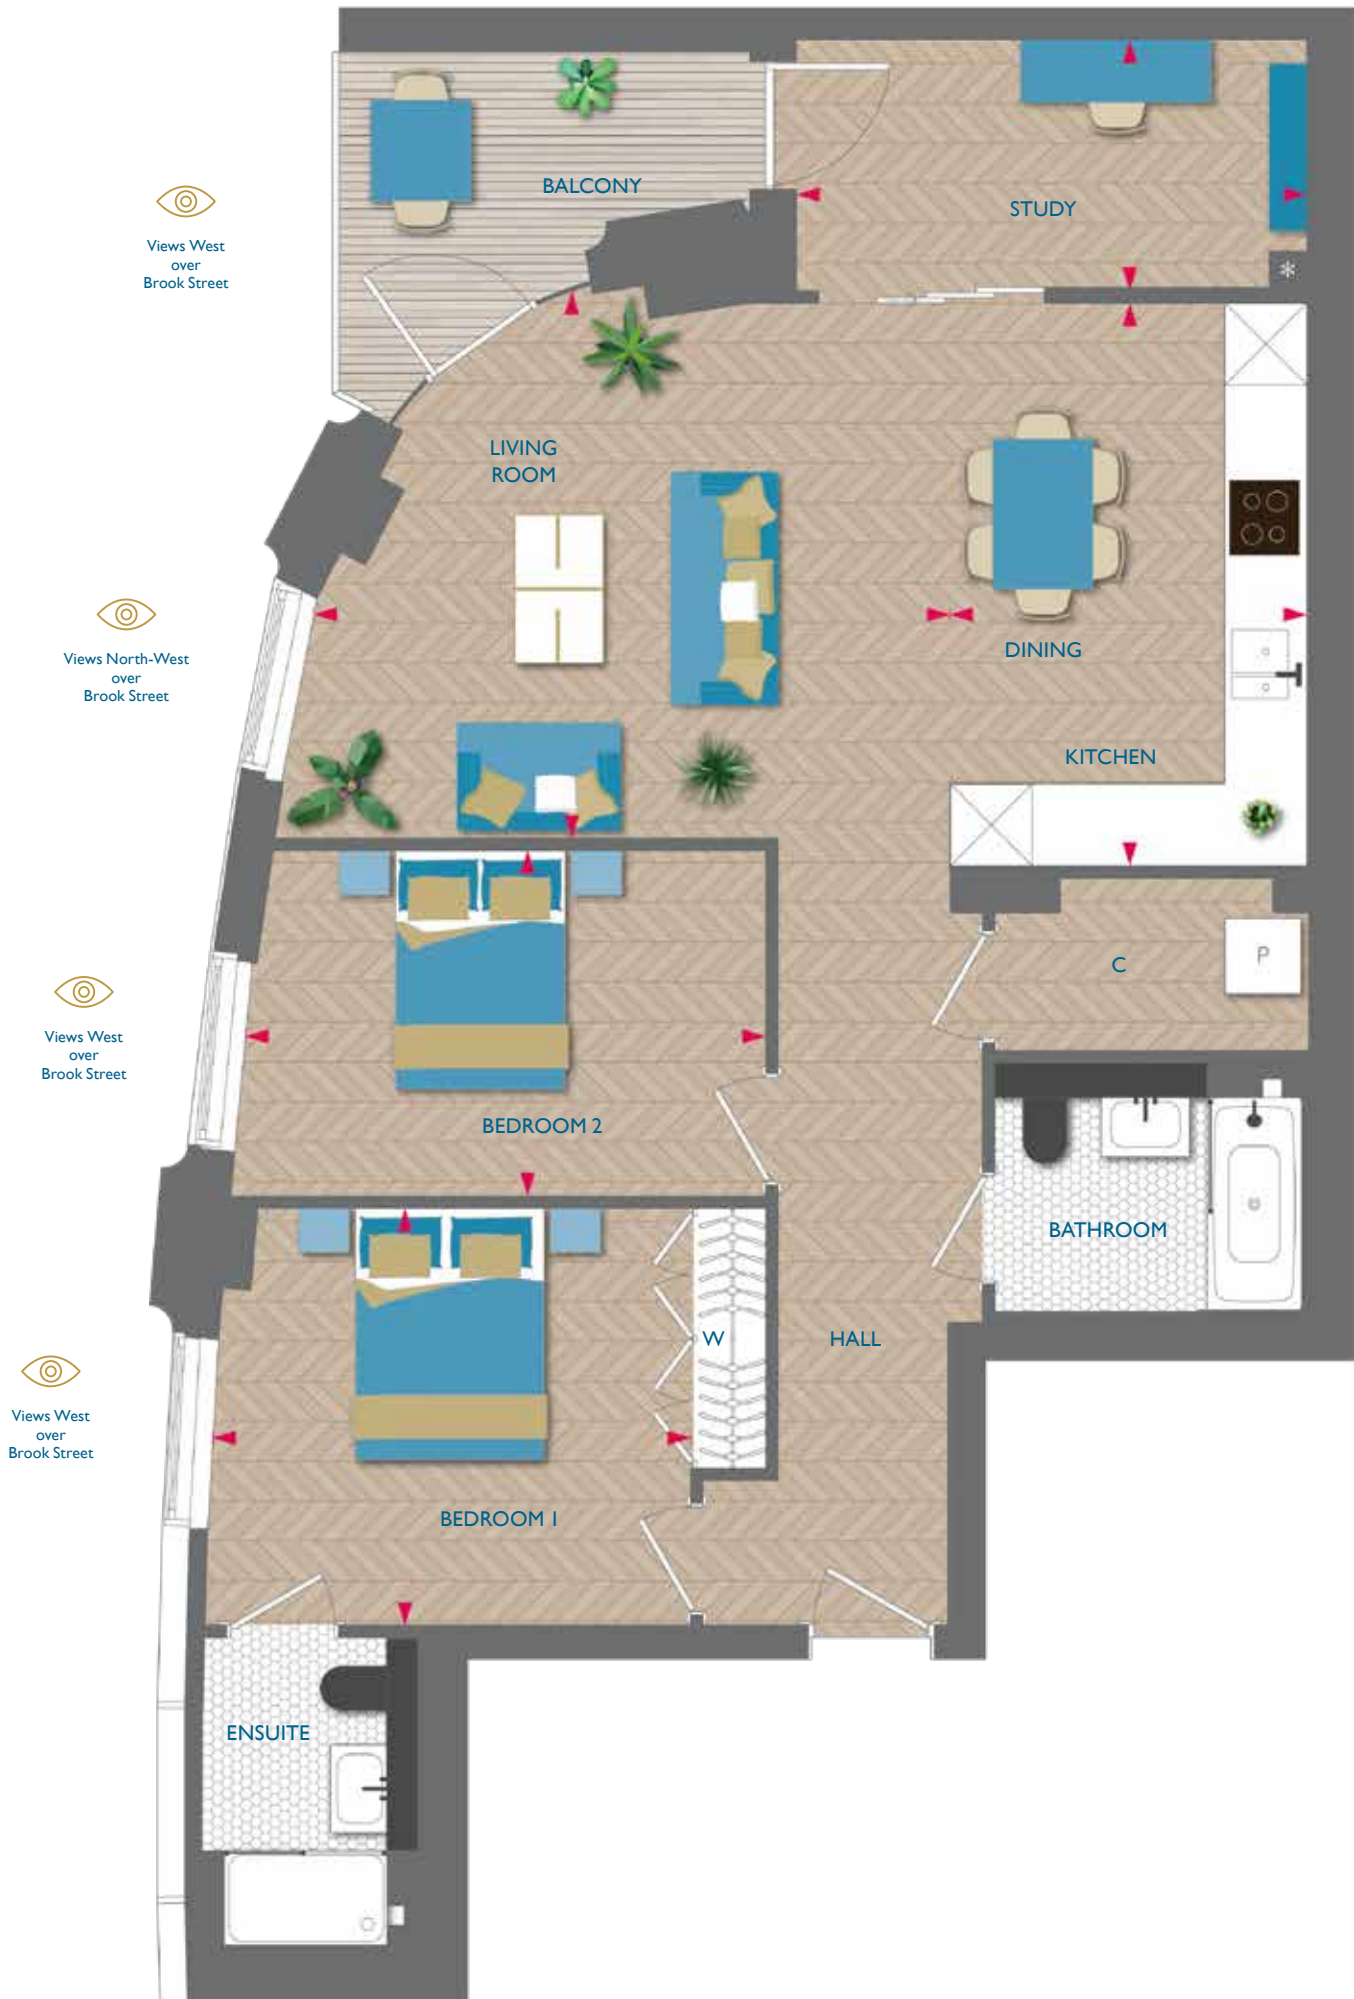 BALCONY
Views West
over
Brook Street
STUDY
*
LIVING
ROOM
Views North-West
over
Brook Street
DINING
KITCHEN
C
P
Views West
over
Brook Street
BEDROOM 2
BATHROOM
W
HALL
Views West
over
Brook Street
BEDROOM 1
ENSUITE